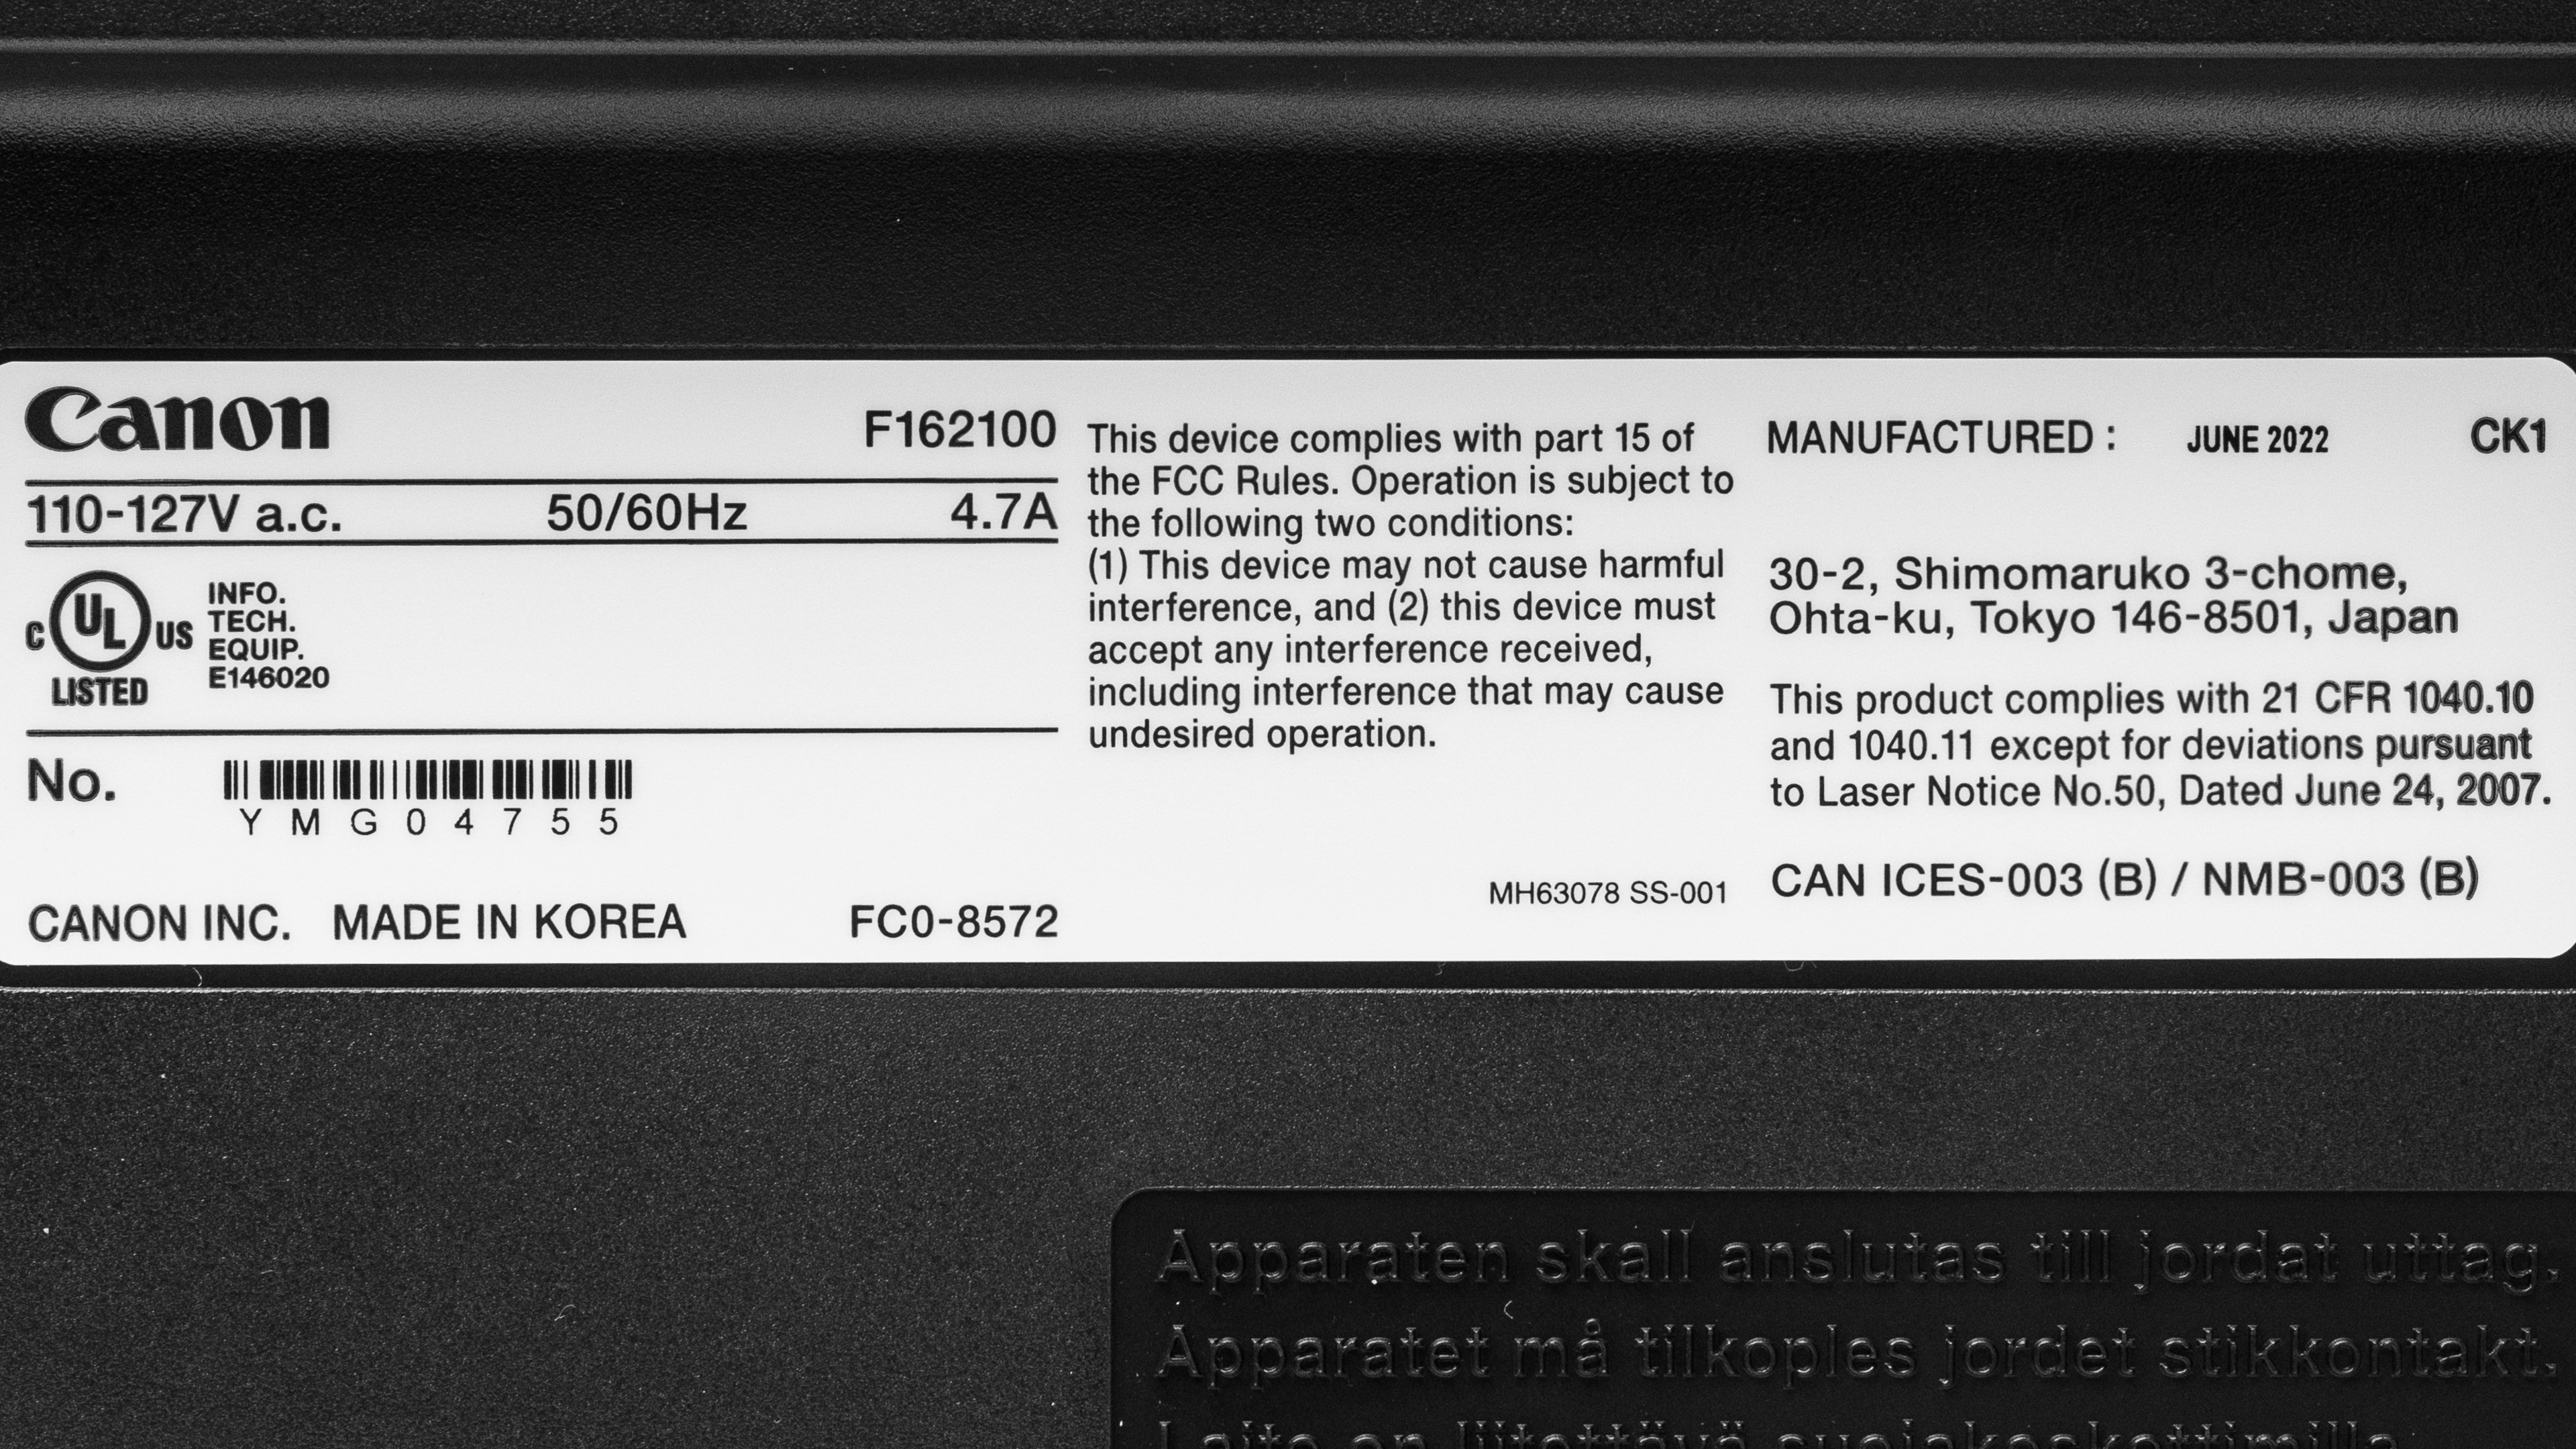 Canon F162100
110-127V a.c. 50/60Hz 4.7A
C UL US
LISTED
INFO.
TECH.
EQUIP.
E146020
No.
YMG04755
CANON INC. MADE IN KOREA FC0-8572
This device complies with part 15 of
the FCC Rules. Operation is subject to
the following two conditions:
(1) This device may not cause harmful
interference, and (2) this device must
accept any interference received,
including interference that may cause
undesired operation.
MH63078 SS-001
MANUFACTURED : JUNE 2022 CK1
30-2, Shimomaruko 3-chome,
Ohta-ku, Tokyo 146-8501, Japan
This product complies with 21 CFR 1040.10
and 1040.11 except for deviations pursuant
to Laser Notice No.50, Dated June 24, 2007.
CAN ICES-003 (B) / NMB-003 (B)
Apparaten skall anslutas till jordat uttag.
Apparatet må tilkoples jordet stikkontakt.
Laite on liitettävä suojakoskettimilla